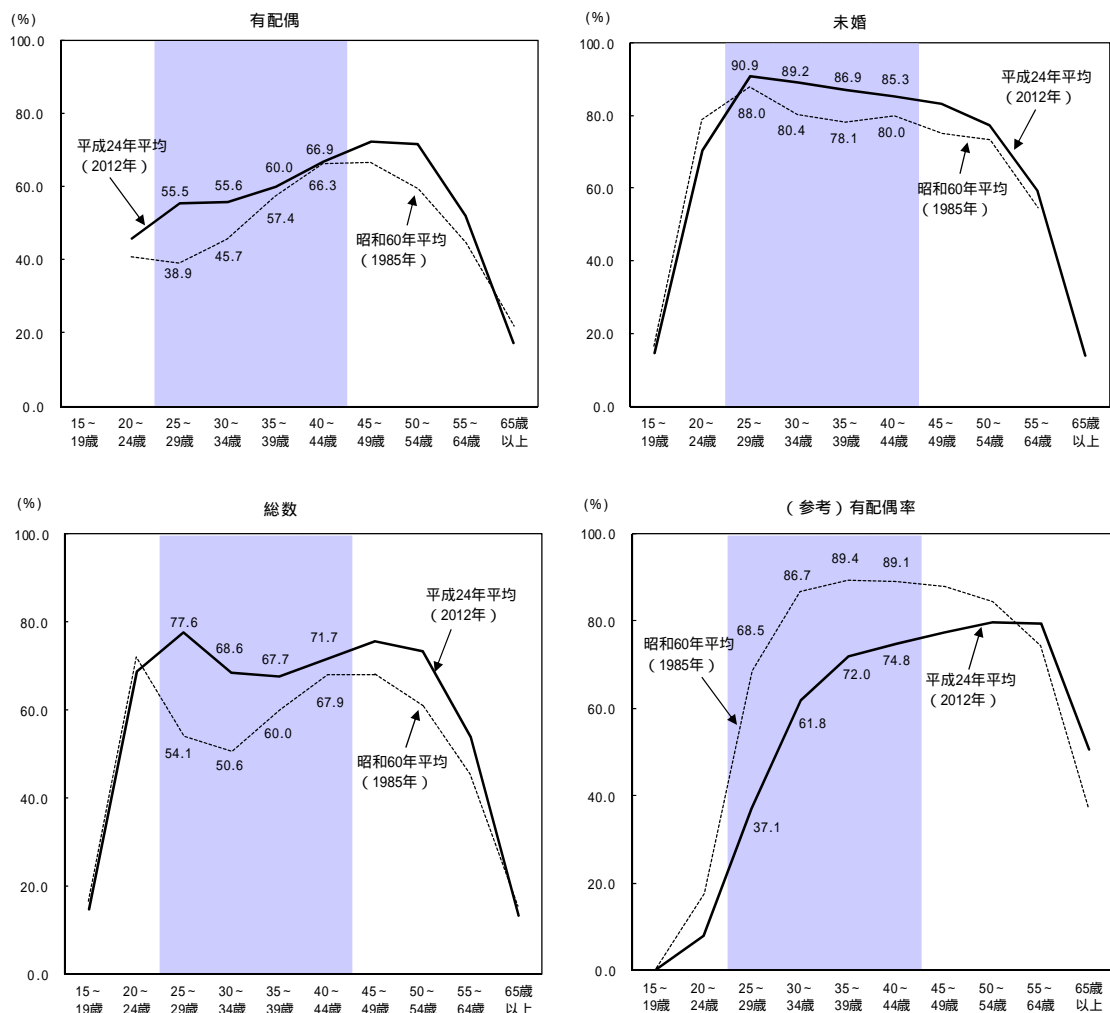 (%)
有配偶
100.0
80.0
60.0
40.0
20.0
0.0
平成24年平均
(2012年)
55.5
55.6
60.0
66.9
38.9
45.7
57.4
66.3
昭和60年平均
(1985年)
15~
19歳
20~
24歳
25~
29歳
30~
34歳
35~
39歳
40~
44歳
45~
49歳
50~
54歳
55~
64歳
65歳
以上
(%)
未婚
100.0
80.0
60.0
40.0
20.0
0.0
90.9
89.2
86.9
85.3
88.0
80.4
78.1
80.0
平成24年平均
(2012年)
昭和60年平均
(1985年)
15~
19歳
20~
24歳
25~
29歳
30~
34歳
35~
39歳
40~
44歳
45~
49歳
50~
54歳
55~
64歳
65歳
以上
(%)
総数
100.0
80.0
60.0
40.0
20.0
0.0
77.6
68.6
67.7
71.7
54.1
50.6
60.0
67.9
平成24年平均
(2012年)
昭和60年平均
(1985年)
15~
19歳
20~
24歳
25~
29歳
30~
34歳
35~
39歳
40~
44歳
45~
49歳
50~
54歳
55~
64歳
65歳
以上
(%)
(参考)有配偶率
100.0
80.0
60.0
40.0
20.0
0.0
68.5
86.7
89.4
89.1
37.1
61.8
72.0
74.8
昭和60年平均
(1985年)
平成24年平均
(2012年)
15~
19歳
20~
24歳
25~
29歳
30~
34歳
35~
39歳
40~
44歳
45~
49歳
50~
54歳
55~
64歳
65歳
以上